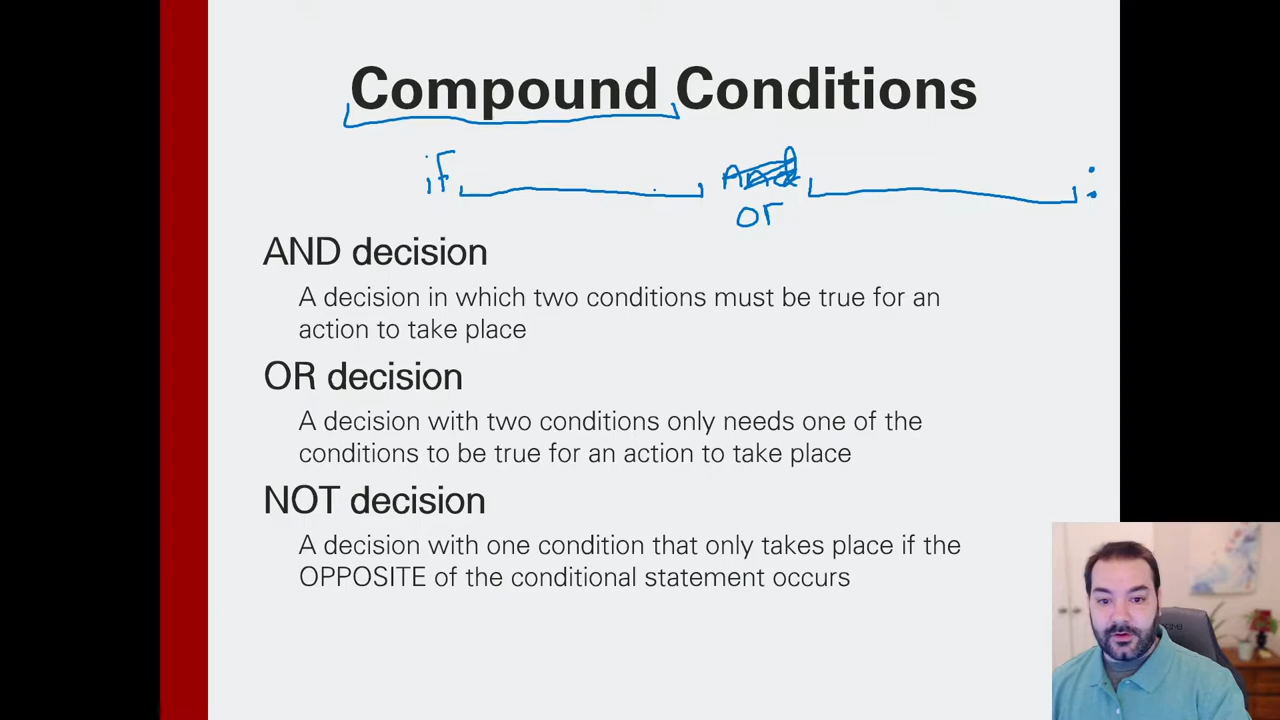 Compound Conditions
if And :
or
AND decision
A decision in which two conditions must be true for an
action to take place
OR decision
A decision with two conditions only needs one of the
conditions to be true for an action to take place
NOT decision
A decision with one condition that only takes place if the
OPPOSITE of the conditional statement occurs